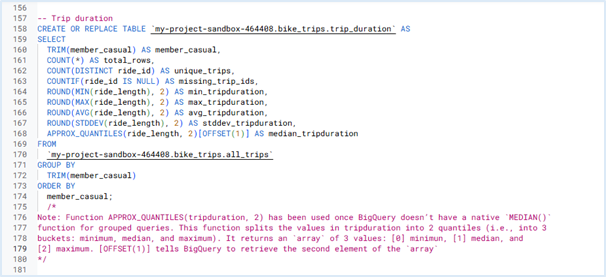 156
157 -- Trip duration
158 CREATE OR REPLACE TABLE `my-project-sandbox-464408.bike_trips.trip_duration` AS
159 SELECT
160 TRIM(member_casual) AS member_casual,
161 COUNT(*) AS total_rows,
162 COUNT(DISTINCT ride_id) AS unique_trips,
163 COUNTIF(ride_id IS NULL) AS missing_trip_ids,
164 ROUND(MIN(ride_length), 2) AS min_tripduration,
165 ROUND(MAX(ride_length), 2) AS max_tripduration,
166 ROUND(AVG(ride_length), 2) AS avg_tripduration,
167 ROUND(STDDEV(ride_length), 2) AS stddev_tripduration,
168 APPROX_QUANTILES(ride_length, 2)[OFFSET(1)] AS median_tripduration
169 FROM
170 `my-project-sandbox-464408.bike_trips.all_trips`
171 GROUP BY
172 TRIM(member_casual)
173 ORDER BY
174 member_casual;
175 /*
176 Note: Function APPROX_QUANTILES(tripduration, 2) has been used once BigQuery doesn't have a native `MEDIAN()`
177 function for grouped queries. This function splits the values in tripduration into 2 quantiles (i.e., into 3
178 buckets: minimum, median, and maximum). It returns an `array` of 3 values: [0] minimun, [1] median, and
179 [2] maximum. [OFFSET(1)] tells BigQuery to retrieve the second element of the `array`
180 */
181